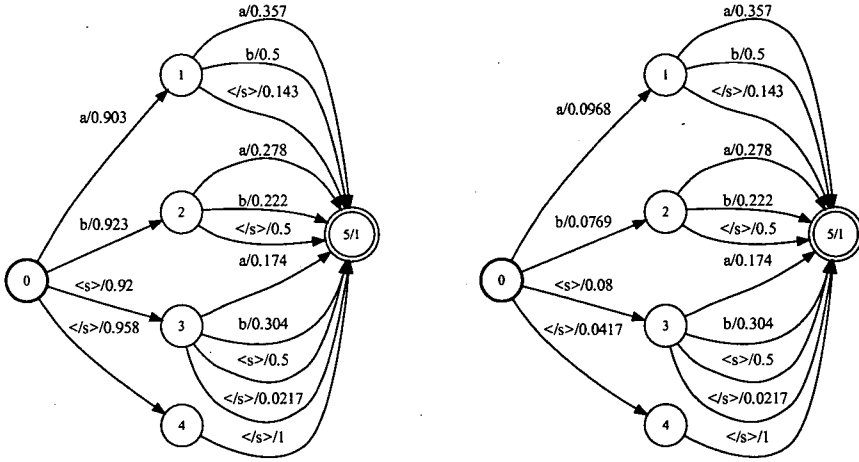 a/0.357
b/0.5
</s>/0.143
1
a/0.903
a/0.278
b/0.222
</s>/0.5
2
b/0.923
5/1
a/0.174
0
<s>/0.92
3
b/0.304
</s>/0.958
<s>/0.5
</s>/0.0217
4
</s>/1
a/0.357
b/0.5
</s>/0.143
1
a/0.0968
a/0.278
b/0.222
</s>/0.5
2
b/0.0769
5/1
a/0.174
0
<s>/0.08
3
b/0.304
</s>/0.0417
<s>/0.5
</s>/0.0217
4
</s>/1